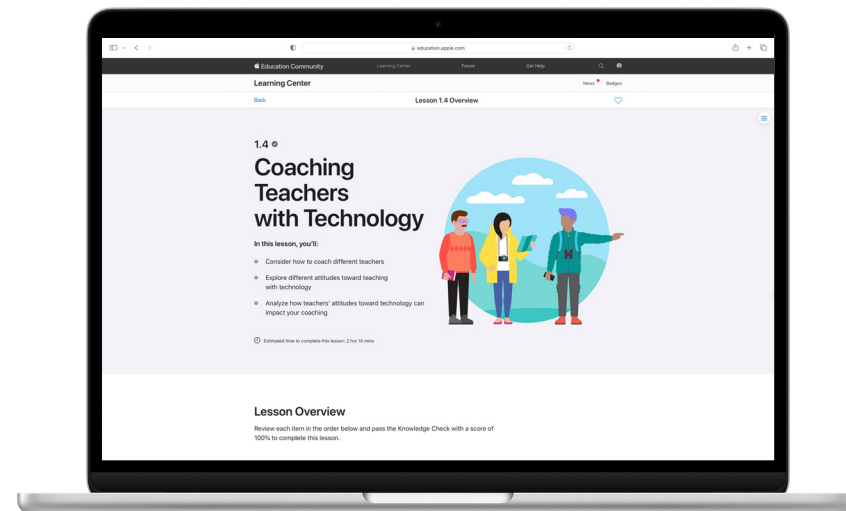 education.apple.com
Education Community
Learning Center
Forum
Get Help
Learning Center
News
Badges
Back
Lesson 1.4 Overview
1.4
Coaching
Teachers
with Technology
In this lesson, you'll:
Consider how to coach different teachers
Explore different attitudes toward teaching
with technology
Analyze how teachers' attitudes toward technology can
impact your coaching
Estimated time to complete this lesson: 2 hrs 15 mins
H
Lesson Overview
Review each item in the order below and pass the Knowledge Check with a score of
100% to complete this lesson.